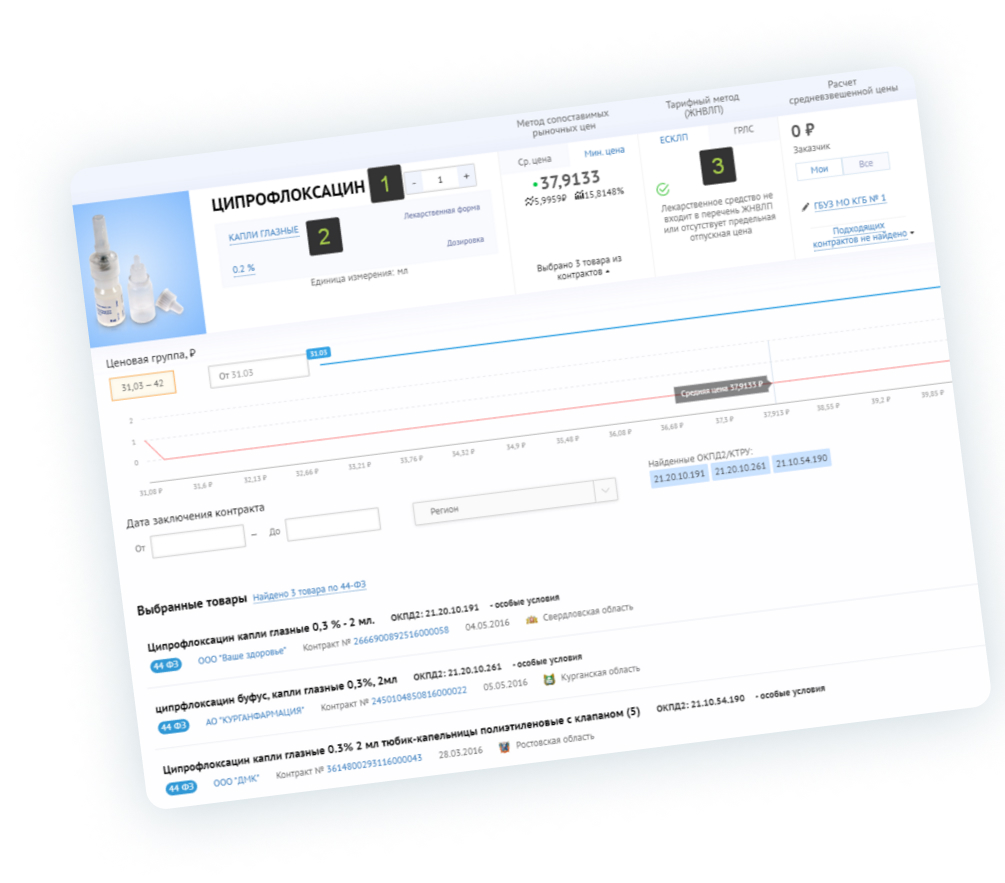 Метод сопоставимых
рыночных цен
Тарифный метод
(ЖНВЛП)
Расчет
средневзвешенной цены
ЦИПРОФЛОКСАЦИН 1 - 1 +
КАПЛИ ГЛАЗНЫЕ 2 Лекарственная форма
0.2 % Дозировка
Единица измерения: мл
Ср. цена Мин. цена
37,9133
5,9959₽ 15,8148%
Выбрано 3 товара из
контрактов
ЕСКЛП ГРЛС
3
Лекарственное средство не
входит в перечень ЖНВЛП
или отсутствует предельная
отпускная цена
0 ₽
Заказчик
Мои Все
ГБУЗ МО КГБ № 1
Подходящих
контрактов не найдено
Ценовая группа, ₽
31,03 – 42 От 31.03 31.03
Средняя цена 37,9133 ₽
2
1
0
31,08 ₽ 31,6 ₽ 32,13 ₽ 32,66 ₽ 33,21 ₽ 33,76 ₽ 34,32 ₽ 34,9 ₽ 35,48 ₽ 36,08 ₽ 36,68 ₽ 37,3 ₽ 37,913 ₽ 38,55 ₽ 39,2 ₽ 39,85 ₽
Дата заключения контракта
От – До Регион
Найденные ОКПД2/КТРУ:
21.20.10.191 21.20.10.261 21.10.54.190
Выбранные товары Найдено 3 товара по 44-ФЗ
Ципрофлоксацин капли глазные 0,3 % - 2 мл. ОКПД2: 21.20.10.191 - особые условия
44 ФЗ ООО "Ваше здоровье" Контракт № 2666900892516000058 04.05.2016 Свердловская область
ципрофлоксацин буфус, капли глазные 0,3%, 2мл ОКПД2: 21.20.10.261 - особые условия
44 ФЗ АО "КУРГАНФАРМАЦИЯ" Контракт № 2450104850816000022 05.05.2016 Курганская область
Ципрофлоксацин капли глазные 0.3% 2 мл тюбик-капельницы полиэтиленовые с клапаном (5) ОКПД2: 21.10.54.190 - особые условия
44 ФЗ ООО "ДМК" Контракт № 3614800293116000043 28.03.2016 Ростовская область